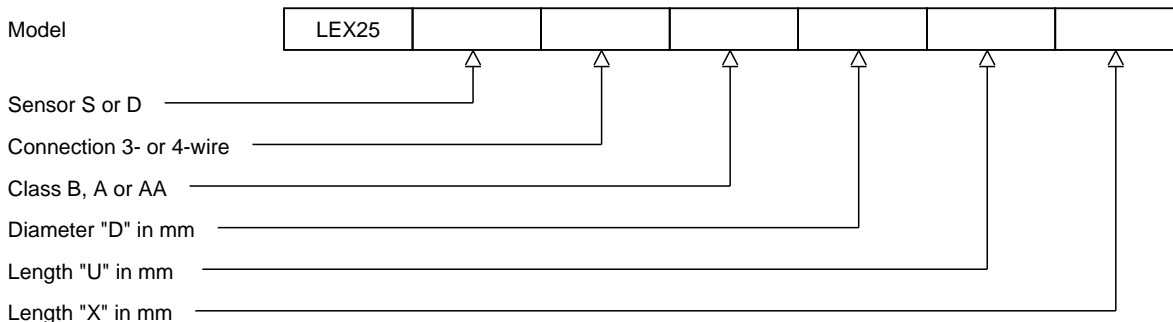 Model LEX25
Sensor S or D
Connection 3- or 4-wire
Class B, A or AA
Diameter "D" in mm
Length "U" in mm
Length "X" in mm